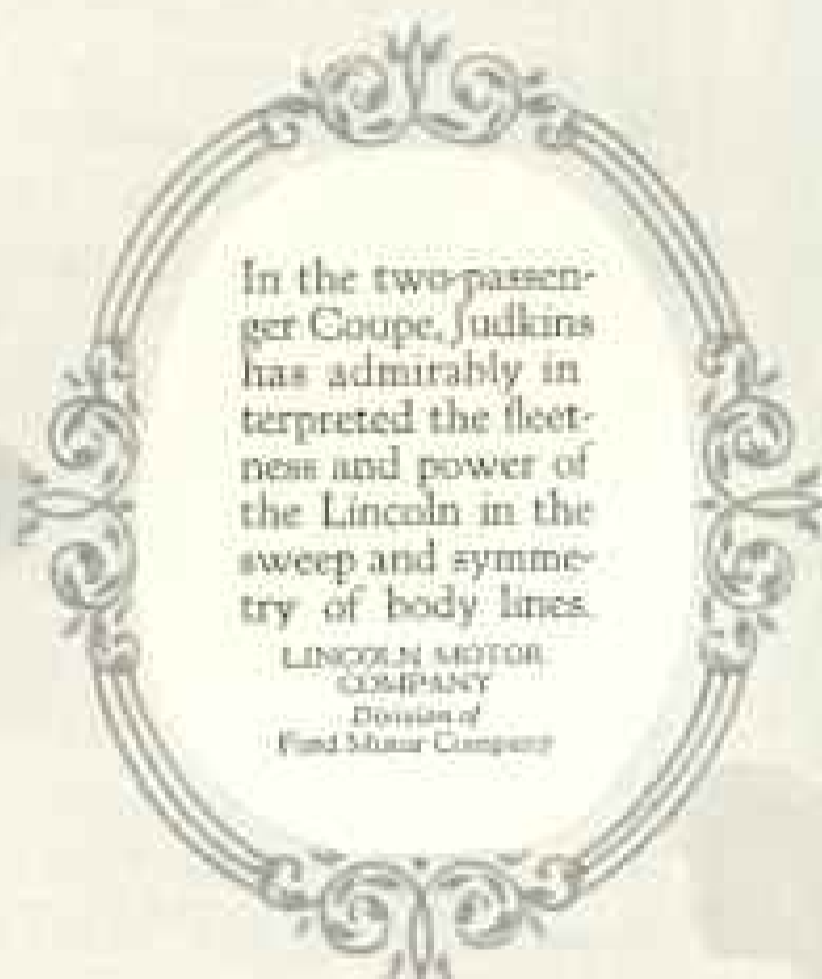 In the two-passen-
ger Coupe, Judkins
has admirably in
terpreted the fleet-
ness and power of
the Lincoln in the
sweep and symme-
try of body lines.
LINCOLN MOTOR
COMPANY
Division of
Ford Motor Company